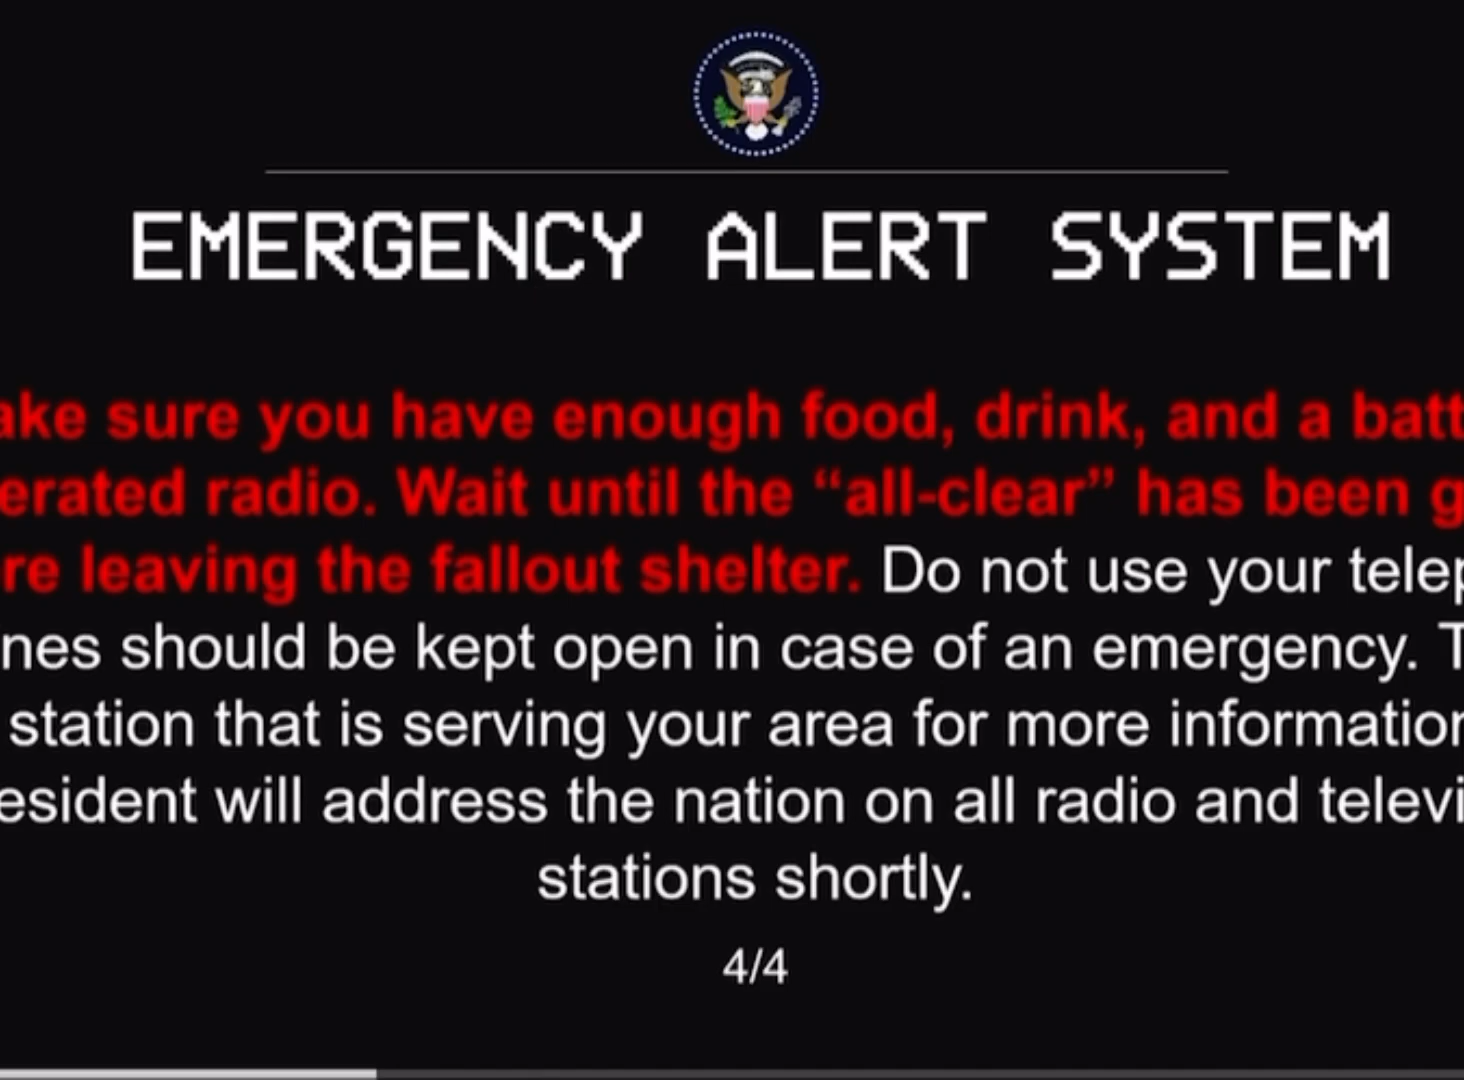 EMERGENCY ALERT SYSTEM
ake sure you have enough food, drink, and a batt
erated radio. Wait until the “all-clear” has been g
re leaving the fallout shelter. Do not use your telep
nes should be kept open in case of an emergency. T
station that is serving your area for more information
esident will address the nation on all radio and televi
stations shortly.
4/4